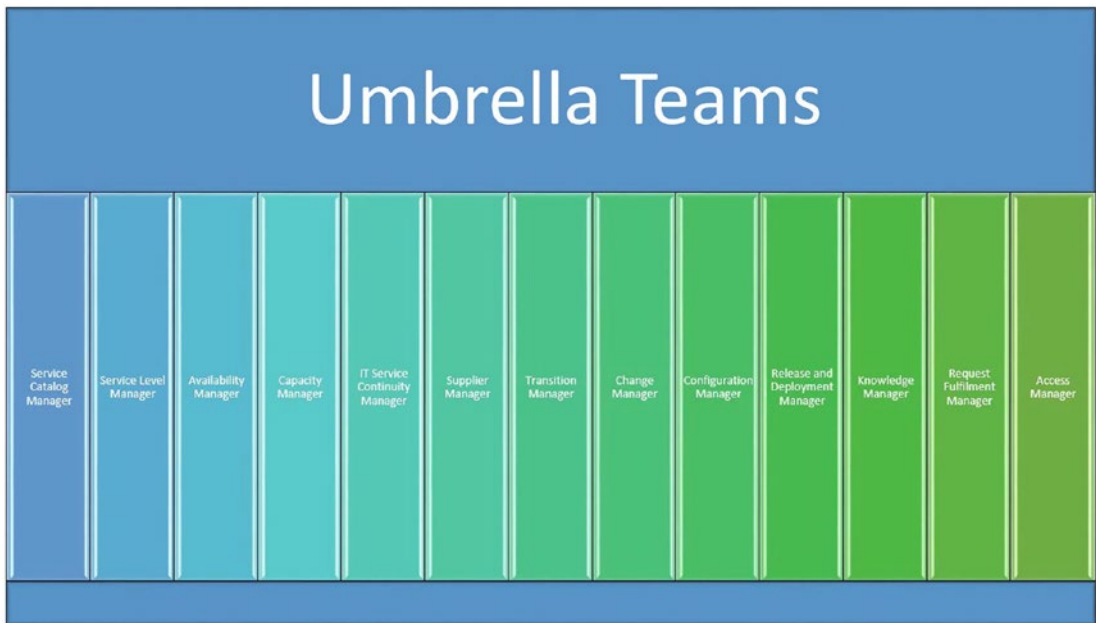 Umbrella Teams
Service
Catalog
Manager
Service Level
Manager
Availability
Manager
Capacity
Manager
IT Service
Continuity
Manager
Supplier
Manager
Transition
Manager
Change
Manager
Configuration
Manager
Release and
Deployment
Manager
Knowledge
Manager
Request
Fulfilment
Manager
Access
Manager